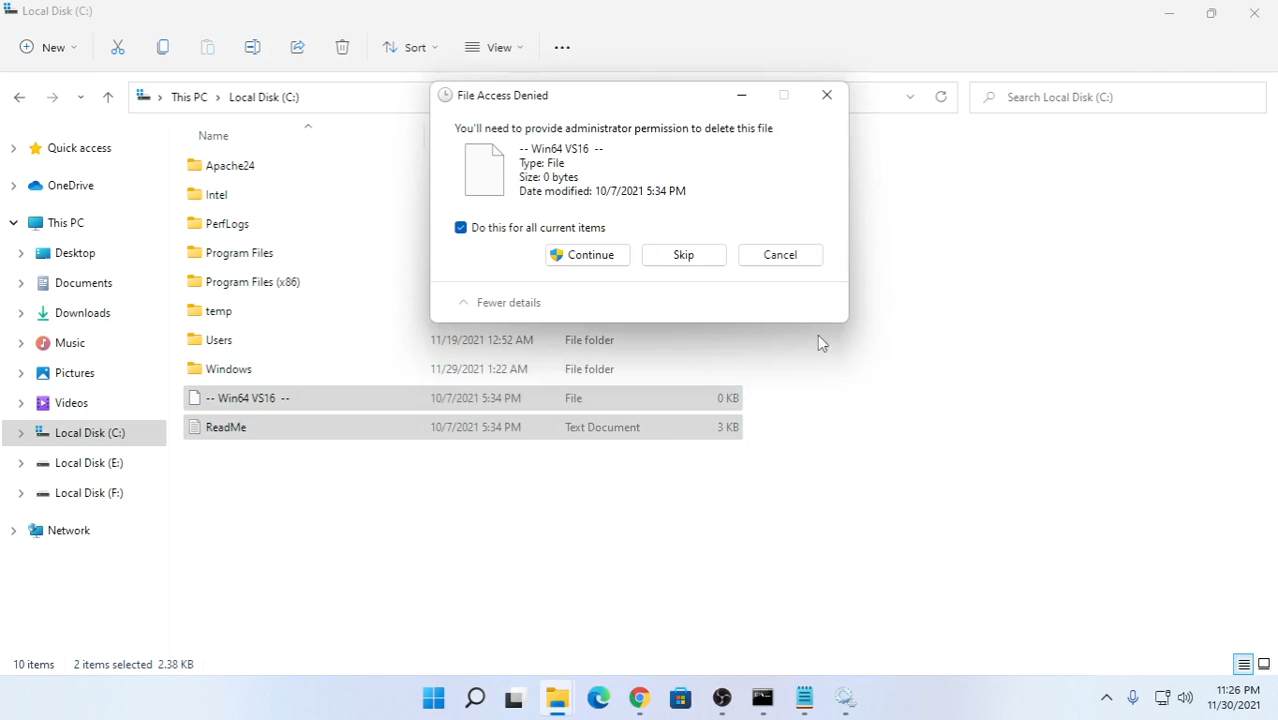 Local Disk (C:)
New
Sort
View
This PC
Local Disk (C:)
Search Local Disk (C:)
File Access Denied
You'll need to provide administrator permission to delete this file
-- Win64 VS16 --
Type: File
Size: 0 bytes
Date modified: 10/7/2021 5:34 PM
Do this for all current items
Continue
Skip
Cancel
Fewer details
Quick access
OneDrive
This PC
Desktop
Documents
Downloads
Music
Pictures
Videos
Local Disk (C:)
Local Disk (E:)
Local Disk (F:)
Network
Name
Apache24
Intel
PerfLogs
Program Files
Program Files (x86)
temp
Users 11/19/2021 12:52 AM File folder
Windows 11/29/2021 1:22 AM File folder
-- Win64 VS16 -- 10/7/2021 5:34 PM File 0 KB
ReadMe 10/7/2021 5:34 PM Text Document 3 KB
10 items 2 items selected 2.38 KB
11:26 PM
11/30/2021